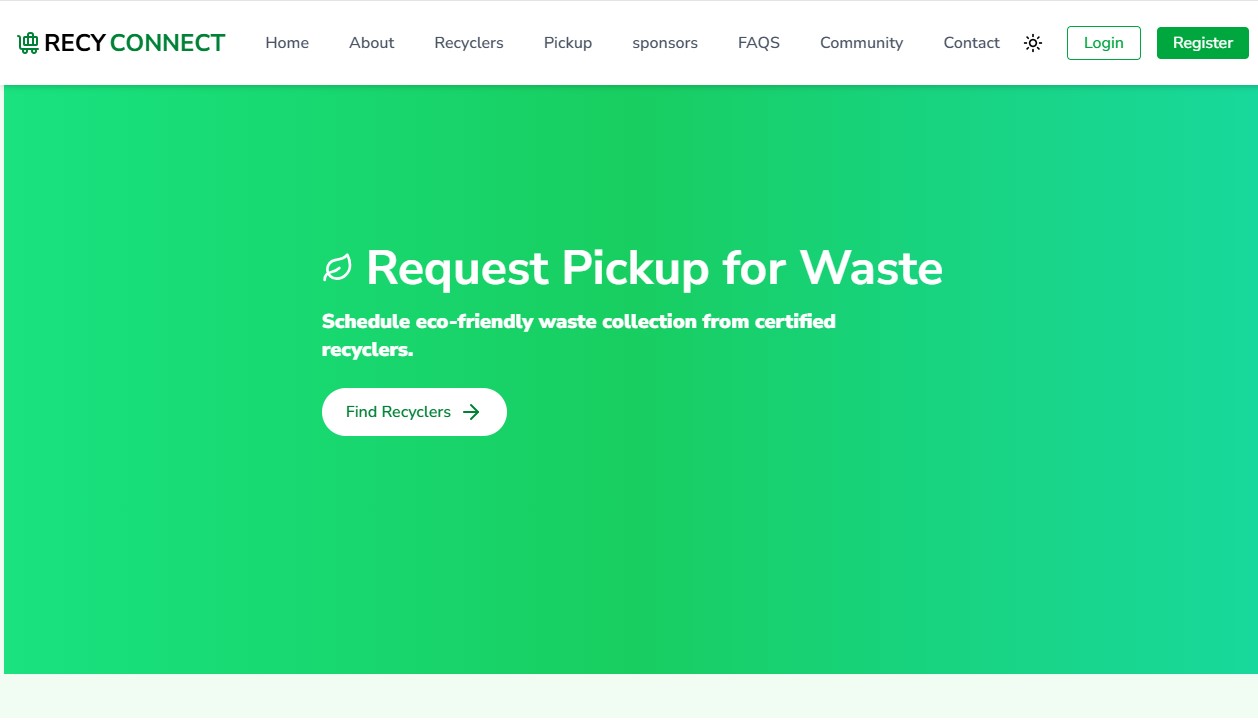 RECY CONNECT Home About Recyclers Pickup sponsors FAQS Community Contact Login Register
Request Pickup for Waste
Schedule eco-friendly waste collection from certified
recyclers.
Find Recyclers